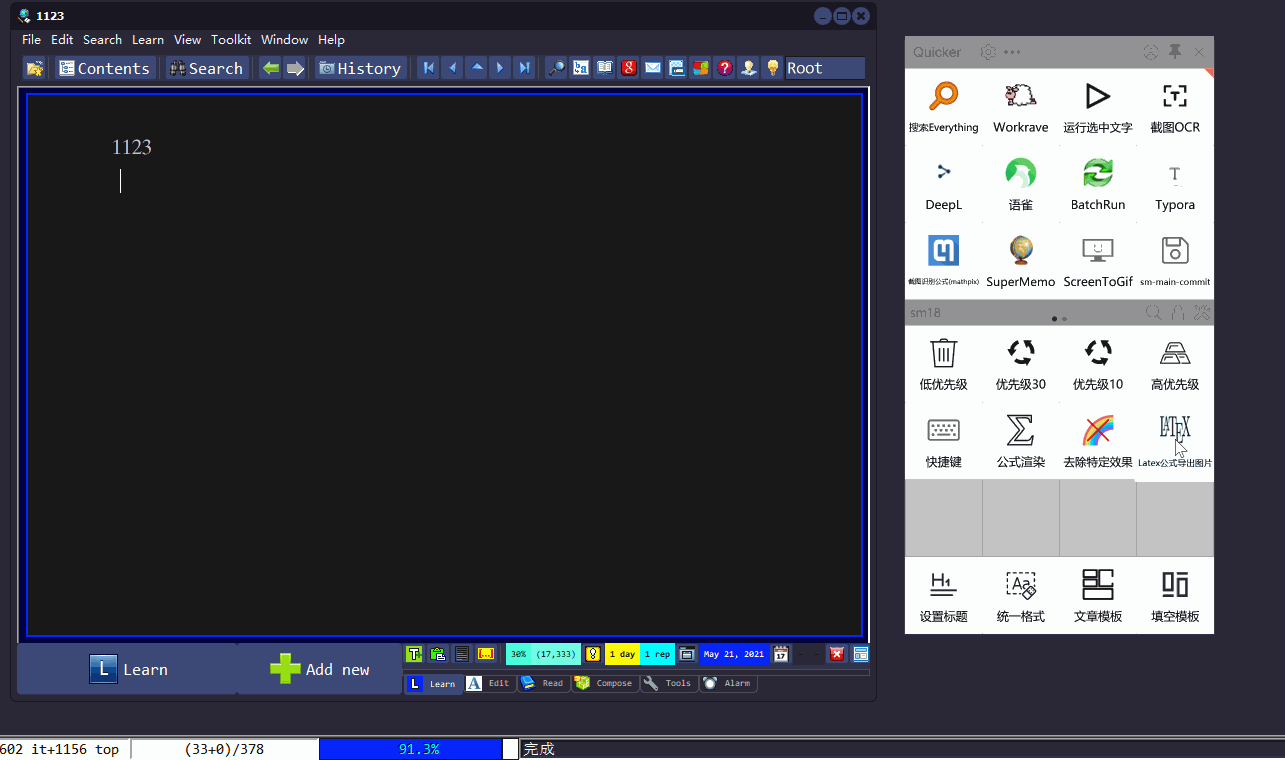 1123
File Edit Search Learn View Toolkit Window Help
Contents Search History Root
1123
Learn
Add new
30% (17,333) 1 day 1 rep May 21, 2021
Learn Edit Read Compose Tools Alarm
602 it+1156 top (33+0)/378 91.3% 完成
Quicker
搜索Everything Workrave 运行选中文字 截图OCR
DeepL 语雀 BatchRun Typora
截图识别公式(mathpix) SuperMemo ScreenToGif sm-main-commit
sm18
低优先级 优先级30 优先级10 高优先级
快捷键 公式渲染 去除特定效果 Latex公式导出图片
设置标题 统一格式 文章模板 填空模板